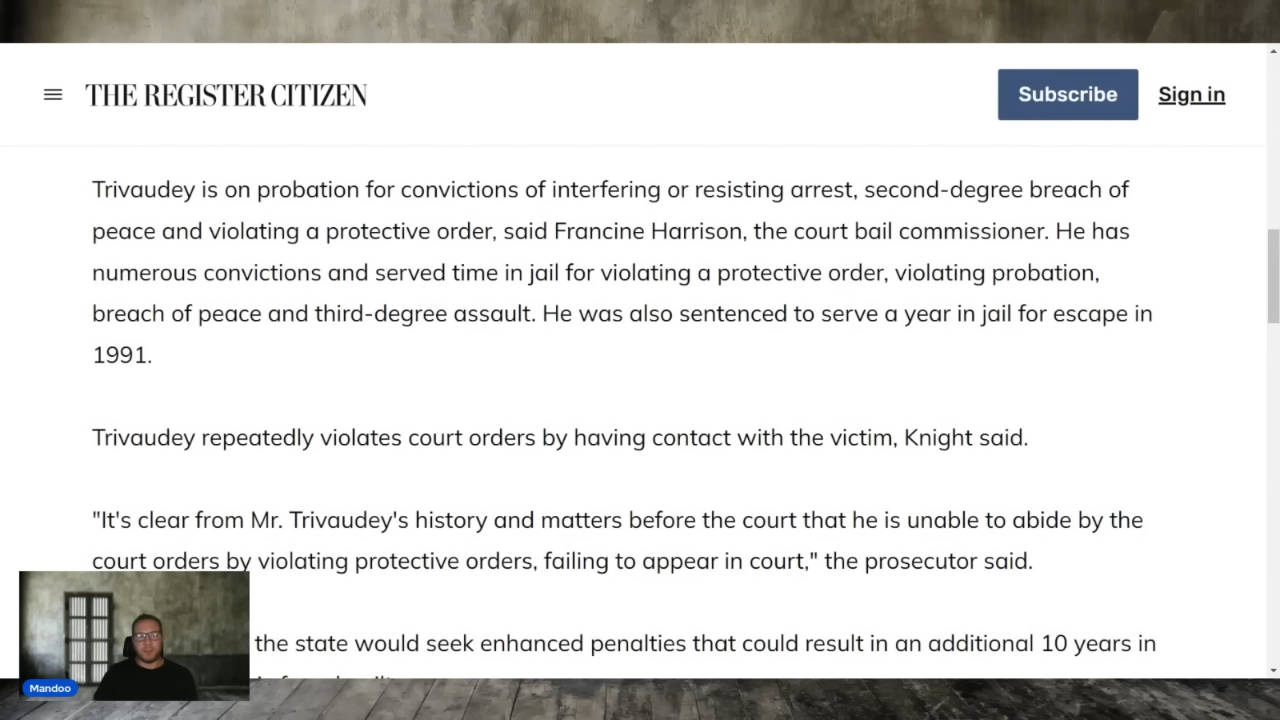 THE REGISTER CITIZEN
Subscribe
Sign in
Trivaudey is on probation for convictions of interfering or resisting arrest, second-degree breach of
peace and violating a protective order, said Francine Harrison, the court bail commissioner. He has
numerous convictions and served time in jail for violating a protective order, violating probation,
breach of peace and third-degree assault. He was also sentenced to serve a year in jail for escape in
1991.
Trivaudey repeatedly violates court orders by having contact with the victim, Knight said.
"It's clear from Mr. Trivaudey's history and matters before the court that he is unable to abide by the
court orders by violating protective orders, failing to appear in court," the prosecutor said.
the state would seek enhanced penalties that could result in an additional 10 years in
Mandoo